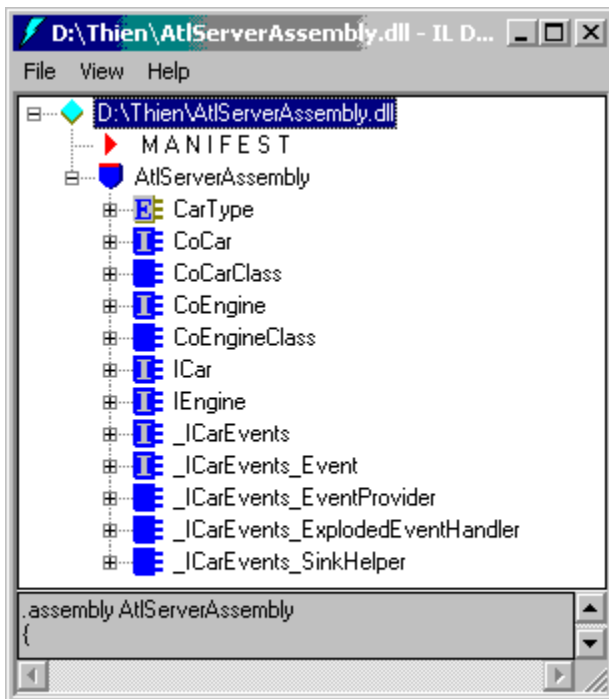 D:\Thien\AtlServerAssembly.dll - IL D...
File View Help
D:\Thien\AtlServerAssembly.dll
MANIFEST
AtlServerAssembly
E CarType
I CoCar
CoCarClass
I CoEngine
CoEngineClass
I ICar
I IEngine
I _ICarEvents
I _ICarEvents_Event
_ICarEvents_EventProvider
_ICarEvents_ExplodedEventHandler
_ICarEvents_SinkHelper
.assembly AtlServerAssembly
{